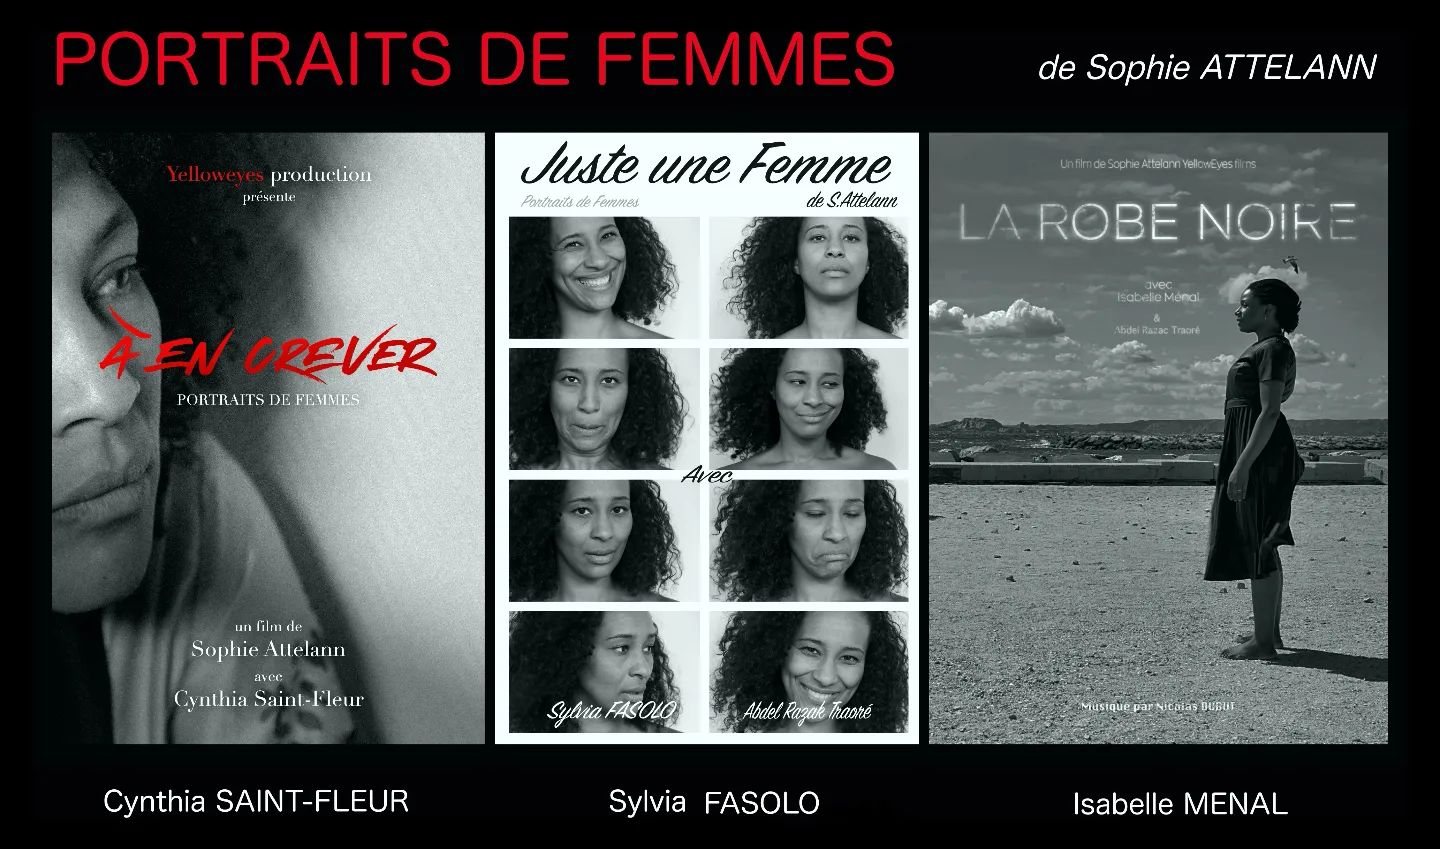 PORTRAITS DE FEMMES
de Sophie ATTELANN
Yelloweyes production
présente
À EN CREVER
PORTRAITS DE FEMMES
un film de
Sophie Attelann
avec
Cynthia Saint-Fleur
Juste une Femme
Portraits de Femmes
de S.Attelann
Avec
Sylvia FASOLO
Abdel Razak Traoré
Un film de Sophie Attelann YellowEyes films
LA ROBE NOIRE
avec
Isabelle Ménal
&
Abdel Razac Traoré
Musique par Nicolas DUBUT
Cynthia SAINT-FLEUR
Sylvia FASOLO
Isabelle MENAL